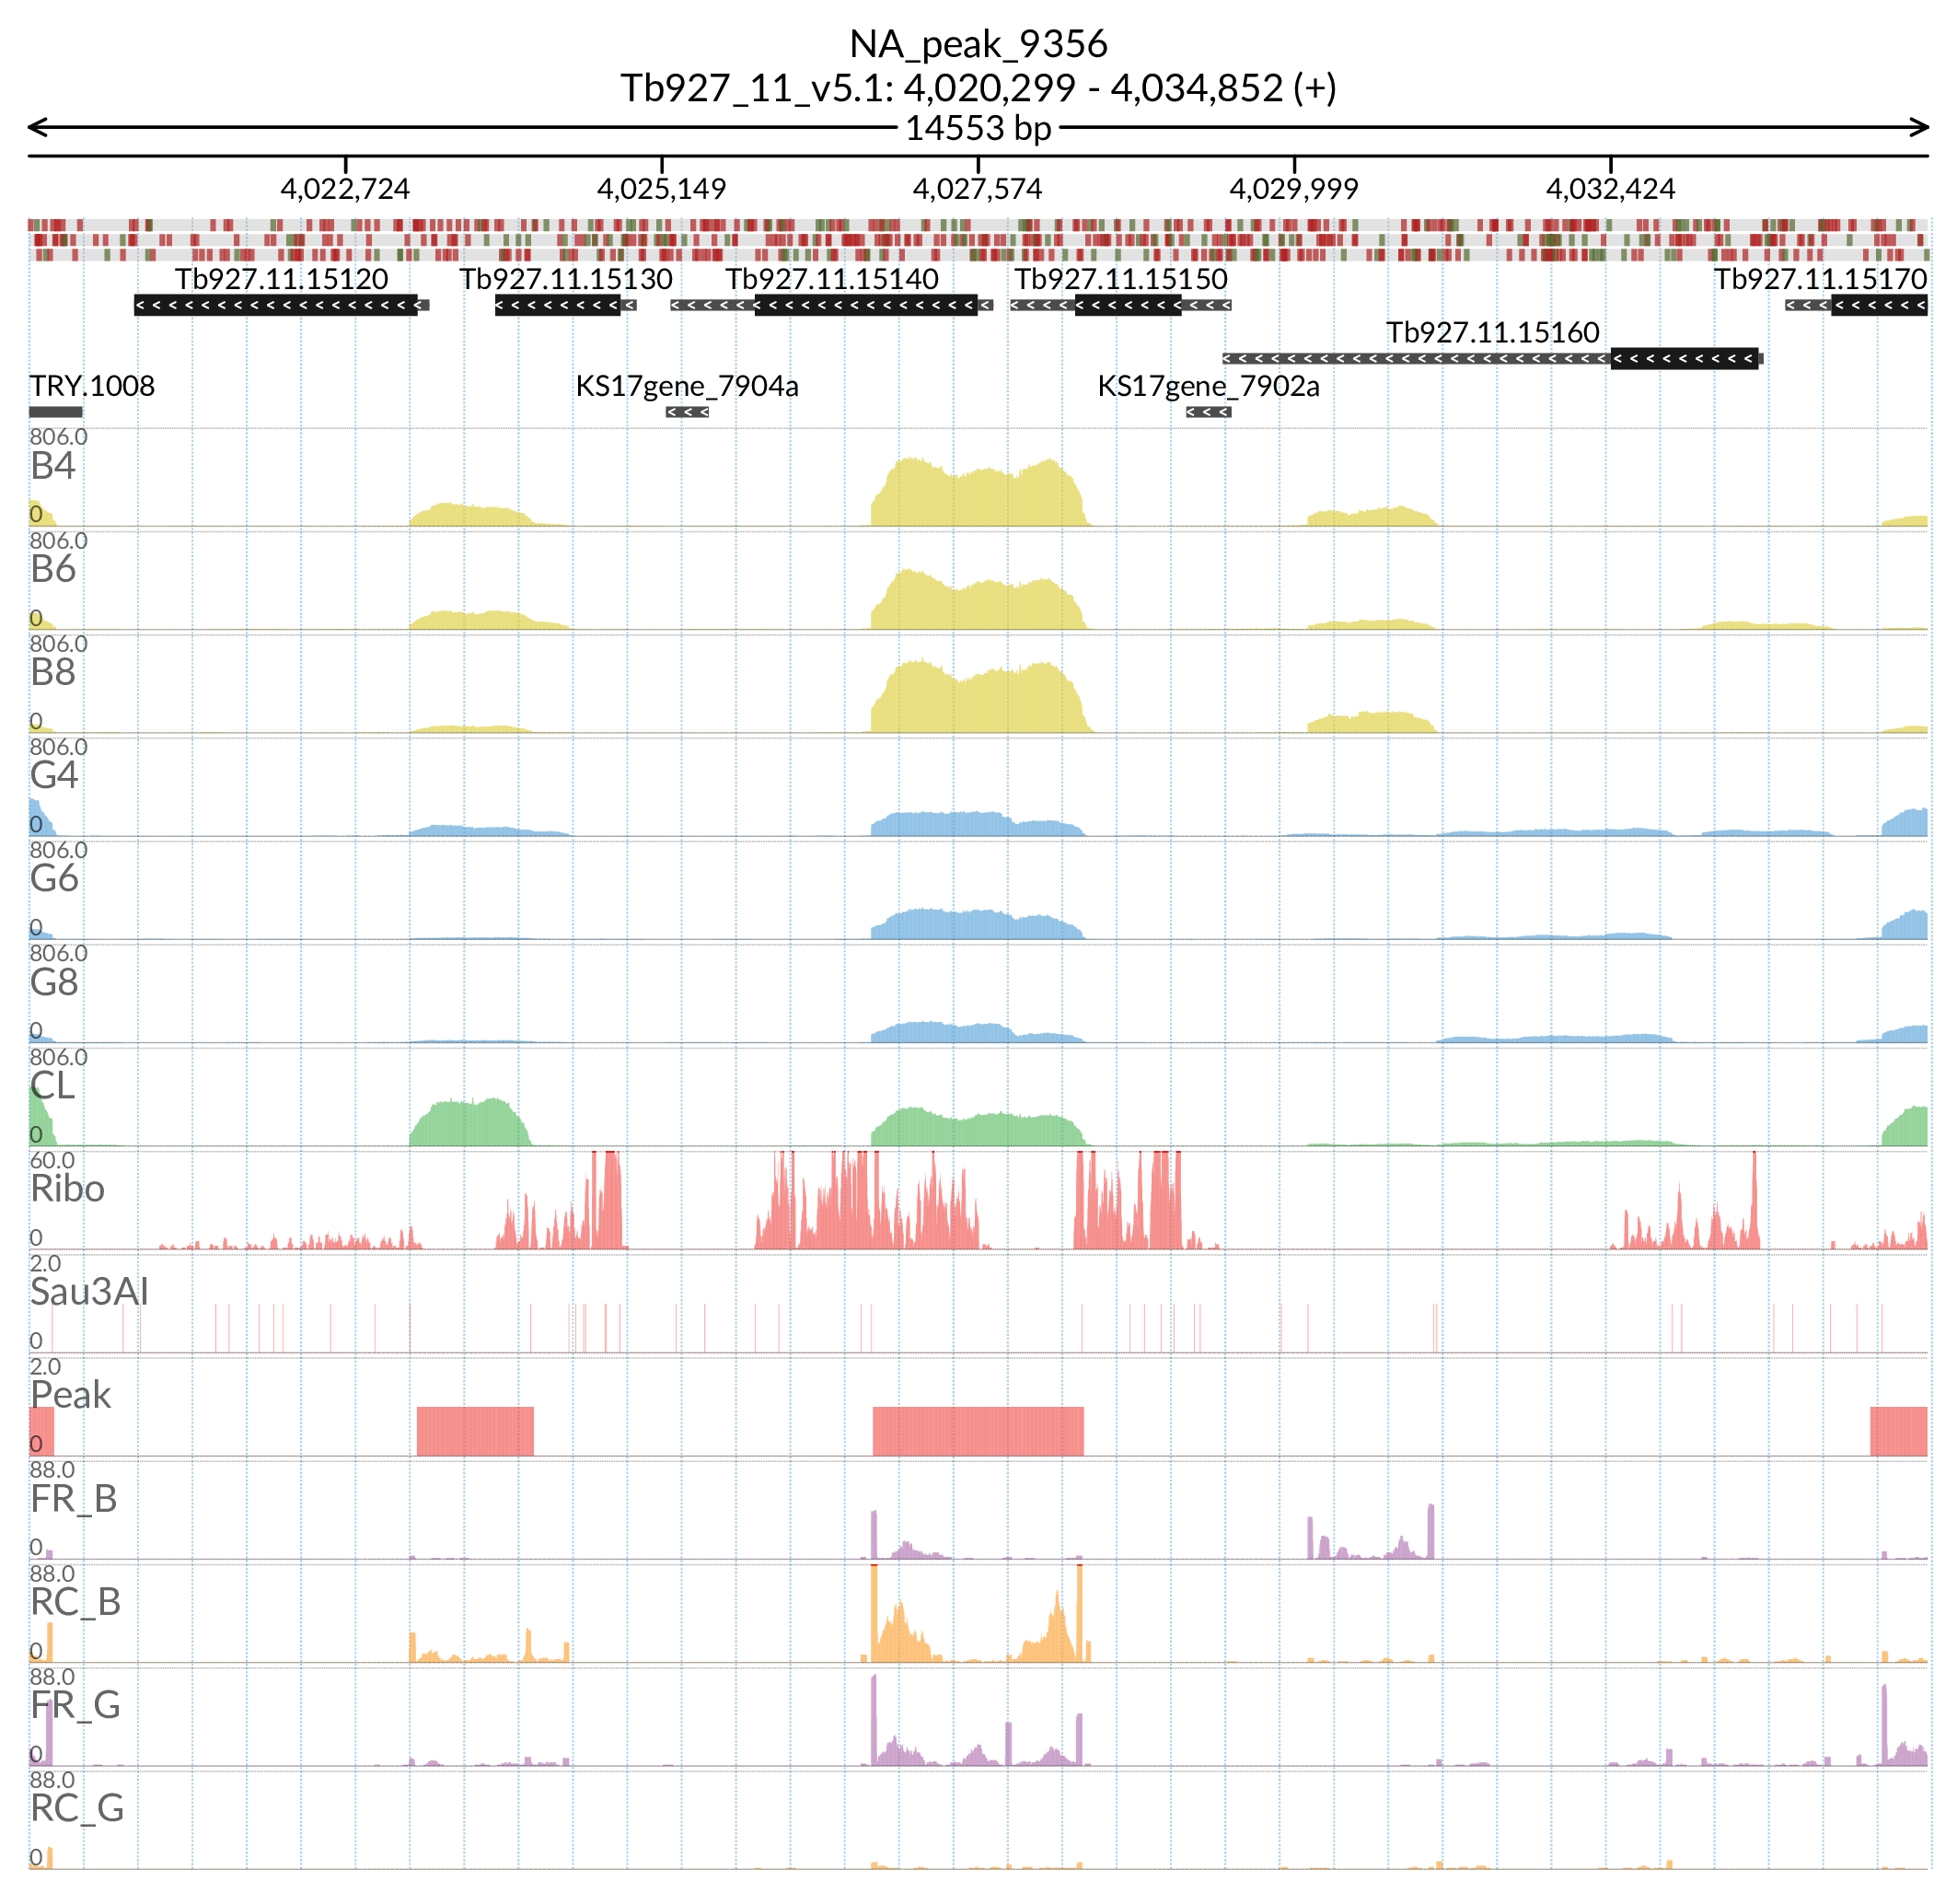 NA_peak_9356
Tb927_11_v5.1: 4,020,299 - 4,034,852 (+)
14553 bp
4,022,724 4,025,149 4,027,574 4,029,999 4,032,424
Tb927.11.15120 Tb927.11.15130 Tb927.11.15140 Tb927.11.15150 Tb927.11.15170
Tb927.11.15160
TRY.1008 KS17gene_7904a KS17gene_7902a
806.0
B4
0
806.0
B6
0
806.0
B8
0
806.0
G4
0
806.0
G6
0
806.0
G8
0
806.0
CL
0
60.0
Ribo
0
2.0
Sau3AI
0
2.0
Peak
0
88.0
FR_B
0
88.0
RC_B
0
88.0
FR_G
0
88.0
RC_G
0